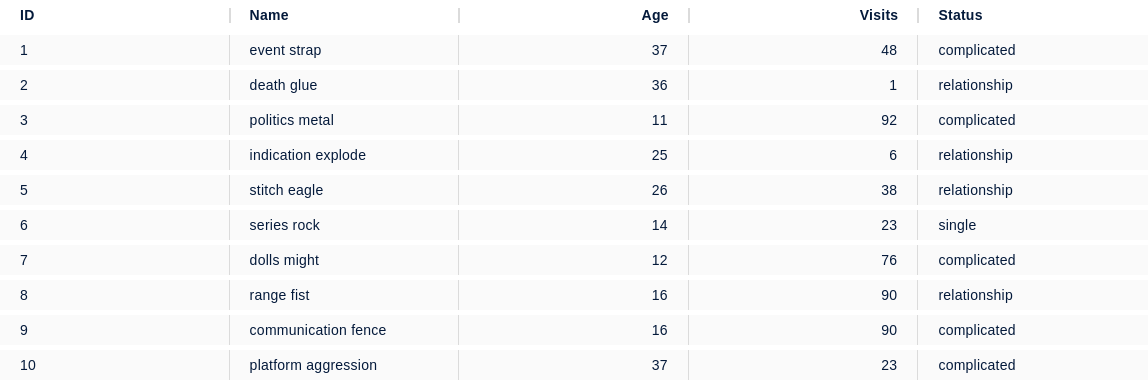 ID Name Age Visits Status
1 event strap 37 48 complicated
2 death glue 36 1 relationship
3 politics metal 11 92 complicated
4 indication explode 25 6 relationship
5 stitch eagle 26 38 relationship
6 series rock 14 23 single
7 dolls might 12 76 complicated
8 range fist 16 90 relationship
9 communication fence 16 90 complicated
10 platform aggression 37 23 complicated